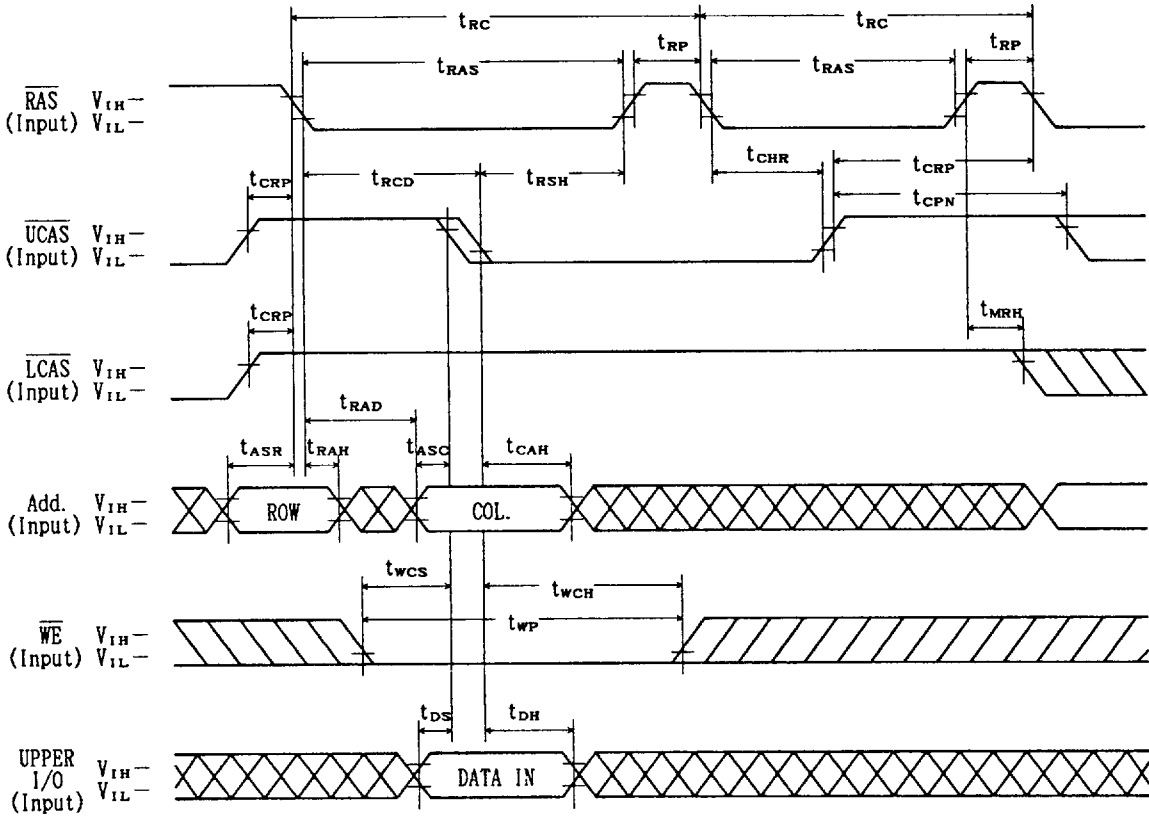 tRC tRC
tRAS tRP tRAS tRP
RAS VIH–
(Input) VIL–
tCRP tRCD tRSH tCHR tCRP
tCPN
UCAS VIH–
(Input) VIL–
tCRP tMRH
LCAS VIH–
(Input) VIL–
tRAD
tASR tRAH tASC tCAH
Add. VIH–
(Input) VIL–
ROW COL.
tWCS tWCH
tWP
WE VIH–
(Input) VIL–
tDS tDH
UPPER
I/O VIH–
(Input) VIL–
DATA IN